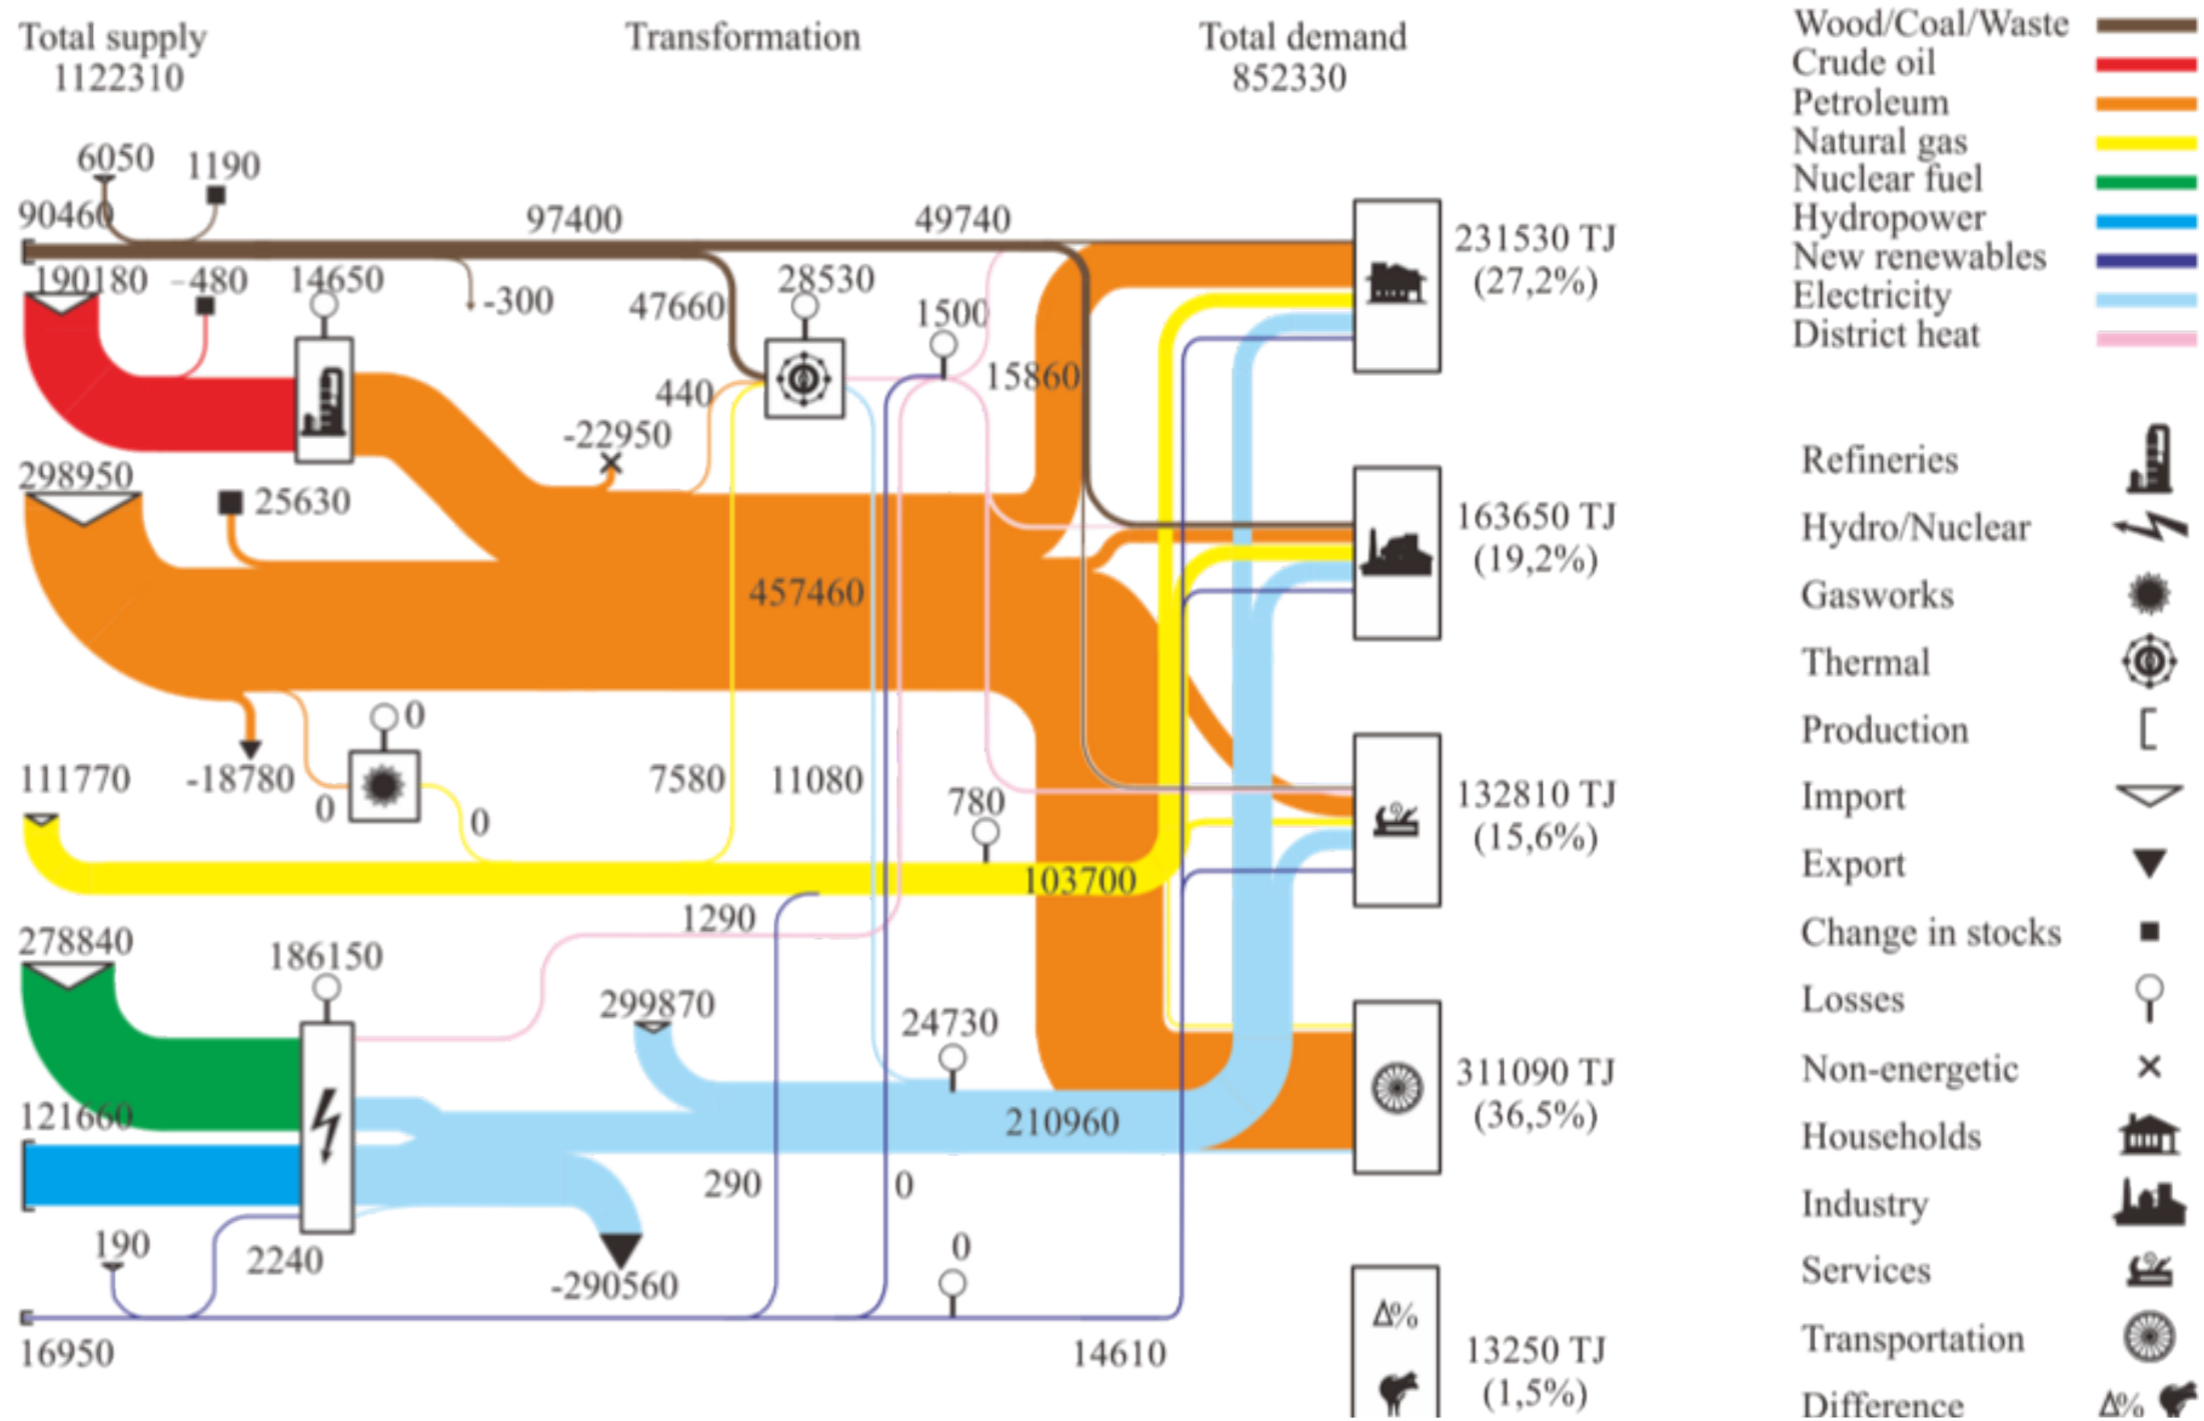 Total supply
1122310
Transformation
Total demand
852330
6050
1190
90460
97400
49740
190180
-480
14650
-300
47660
28530
1500
440
15860
-22950
298950
25630
457460
-18780
0
0
0
111770
7580
11080
780
103700
1290
278840
186150
299870
24730
121660
210960
290
0
190
2240
-290560
0
16950
14610
231530 TJ
(27,2%)
163650 TJ
(19,2%)
132810 TJ
(15,6%)
311090 TJ
(36,5%)
Δ%
13250 TJ
(1,5%)
Wood/Coal/Waste
Crude oil
Petroleum
Natural gas
Nuclear fuel
Hydropower
New renewables
Electricity
District heat
Refineries
Hydro/Nuclear
Gasworks
Thermal
Production
Import
Export
Change in stocks
Losses
Non-energetic
Households
Industry
Services
Transportation
Difference Δ%